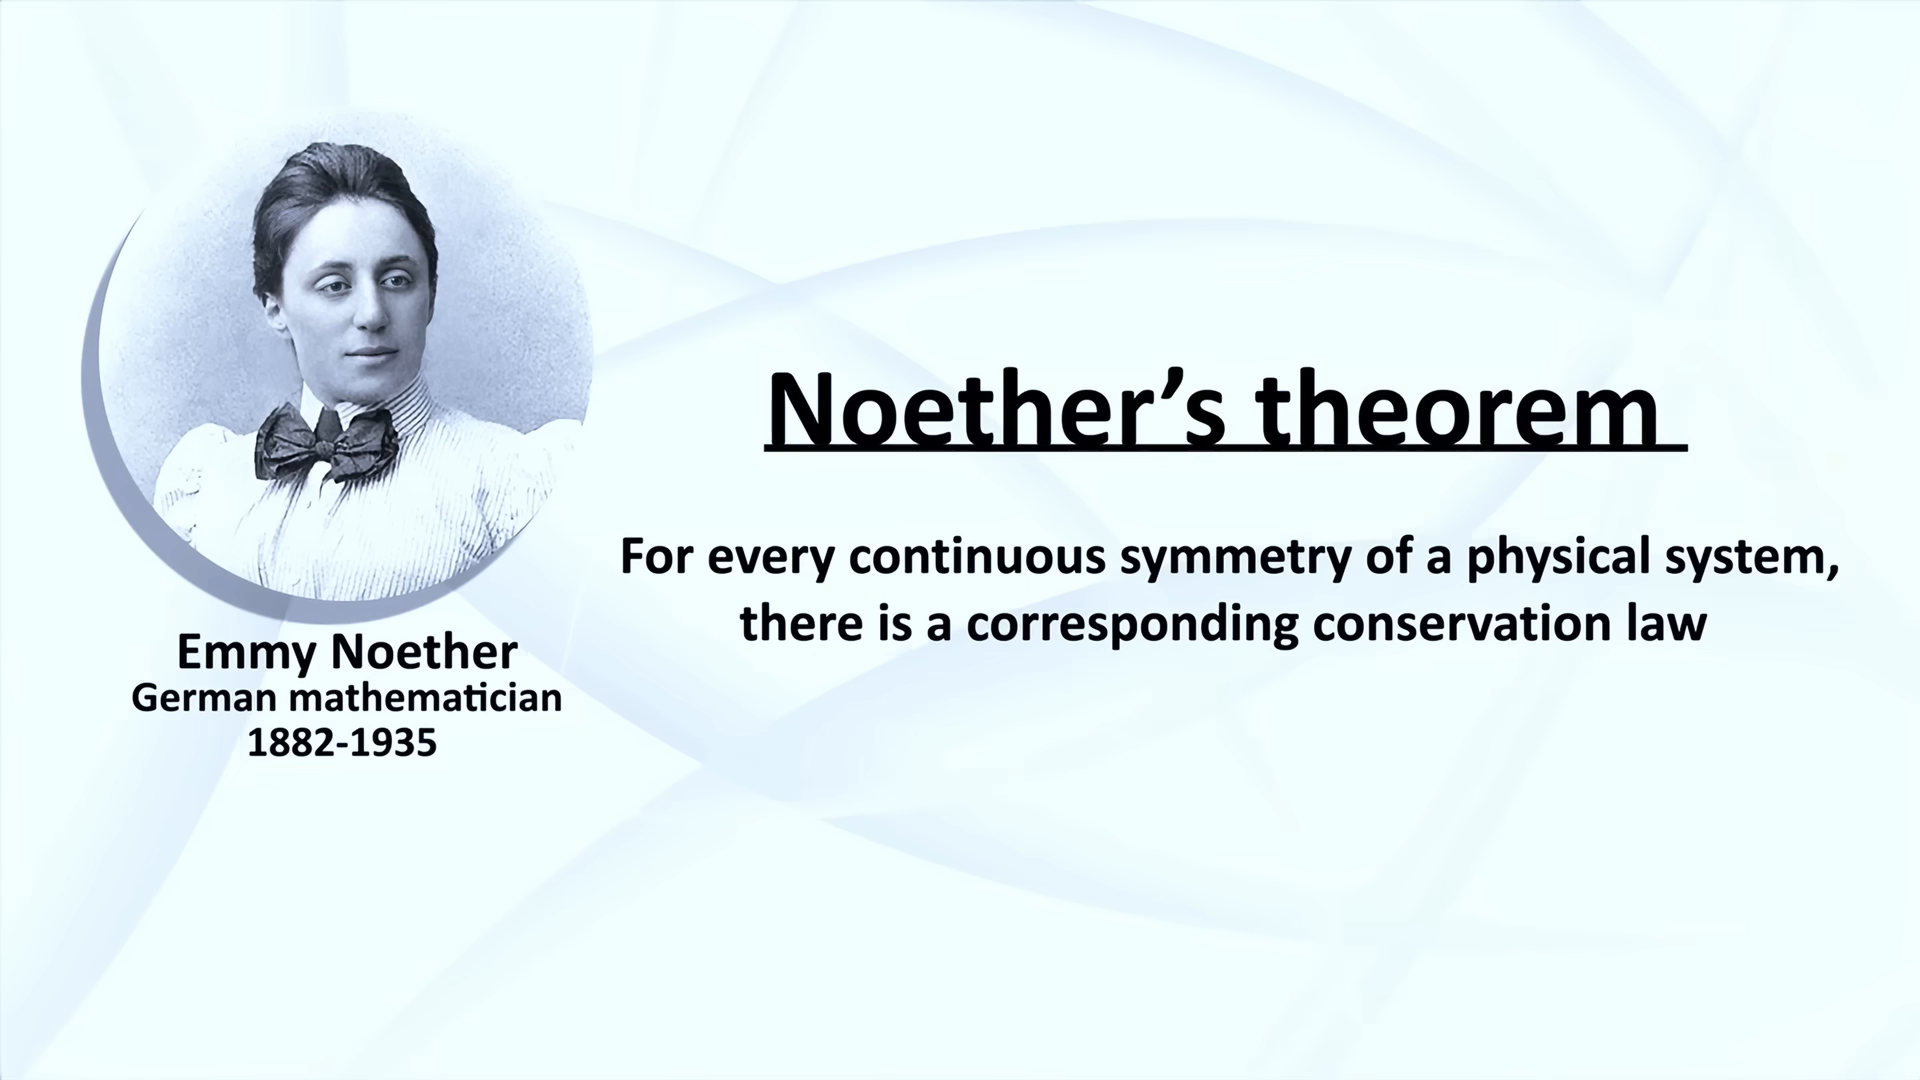 Noether’s theorem
For every continuous symmetry of a physical system,
there is a corresponding conservation law
Emmy Noether
German mathematician
1882-1935